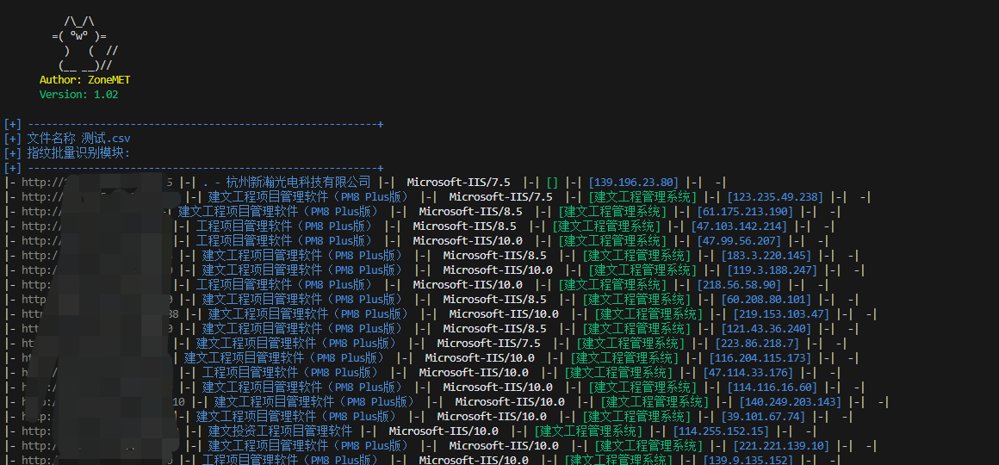 /\_/\
=( ºwº )=
)   (  //
(__ __)//
Author: ZoneMET
Version: 1.02
[+] ----------------------------------------------------------+
[+] 文件名称 测试.csv
[+] 指纹批量识别模块:
[+] ----------------------------------------------------------+
|- http:// 5 |-| . - 杭州新瀚光电科技有限公司 |-| Microsoft-IIS/7.5 |-| [] |-| [139.196.23.80] |-| -|
|- http:// |-| 建文工程项目管理软件（PM8 Plus版） |-| Microsoft-IIS/7.5 |-| [建文工程管理系统] |-| [123.235.49.238] |-| -|
|- http:// 建文工程项目管理软件（PM8 Plus版） |-| Microsoft-IIS/8.5 |-| [建文工程管理系统] |-| [61.175.213.190] |-| -|
|- http:// |-| 工程项目管理软件（PM8 Plus版） |-| Microsoft-IIS/8.5 |-| [建文工程管理系统] |-| [47.103.142.214] |-| -|
|- http:/ |-| 工程项目管理软件（PM8 Plus版） |-| Microsoft-IIS/10.0 |-| [建文工程管理系统] |-| [47.99.56.207] |-| -|
|- http:/ |-| 建文工程项目管理软件（PM8 Plus版） |-| Microsoft-IIS/8.5 |-| [建文工程管理系统] |-| [183.3.220.145] |-| -|
|- http:/ |-| 建文工程项目管理软件（PM8 Plus版） |-| Microsoft-IIS/10.0 |-| [建文工程管理系统] |-| [119.3.188.247] |-| -|
|- http: |-| 工程项目管理软件（PM8 Plus版） |-| Microsoft-IIS/10.0 |-| [建文工程管理系统] |-| [218.56.58.90] |-| -|
|- http |-| 建文工程项目管理软件（PM8 Plus版） |-| Microsoft-IIS/8.5 |-| [建文工程管理系统] |-| [60.208.80.101] |-| -|
|- htt 38 |-| 建文工程项目管理软件（PM8 Plus版） |-| Microsoft-IIS/10.0 |-| [建文工程管理系统] |-| [219.153.103.47] |-| -|
|- htt 0 |-| 建文工程项目管理软件（PM8 Plus版） |-| Microsoft-IIS/8.5 |-| [建文工程管理系统] |-| [121.43.36.240] |-| -|
|- ht |-| 建文工程项目管理软件（PM8 Plus版） |-| Microsoft-IIS/7.5 |-| [建文工程管理系统] |-| [223.86.218.7] |-| -|
|- ht | 建文工程项目管理软件（PM8 Plus版） |-| Microsoft-IIS/10.0 |-| [建文工程管理系统] |-| [116.204.115.173] |-| -|
|- h / |-| 工程项目管理软件（PM8 Plus版） |-| Microsoft-IIS/10.0 |-| [建文工程管理系统] |-| [47.114.33.176] |-| -|
|- |-| 建文工程项目管理软件（PM8 Plus版） |-| Microsoft-IIS/10.0 |-| [建文工程管理系统] |-| [114.116.16.60] |-| -|
|- 10 |-| 建文工程项目管理软件（PM8 Plus版） |-| Microsoft-IIS/10.0 |-| [建文工程管理系统] |-| [140.249.203.143] |-| -|
|- |-| 建文工程项目管理软件（PM8 Plus版） |-| Microsoft-IIS/10.0 |-| [建文工程管理系统] |-| [39.101.67.74] |-| -|
|- http: |-| 建文投资工程项目管理软件 |-| Microsoft-IIS/10.0 |-| [建文工程管理系统] |-| [114.255.152.15] |-| -|
|- http:/ |-| 建文工程项目管理软件（PM8 Plus版） |-| Microsoft-IIS/10.0 |-| [建文工程管理系统] |-| [221.221.139.10] |-| -|
|- http:// |-| 工程项目管理软件（PM8 Plus版） |-| Microsoft-IIS/10.0 |-| [建文工程管理系统] |-| [139.9.135.152] |-| -|